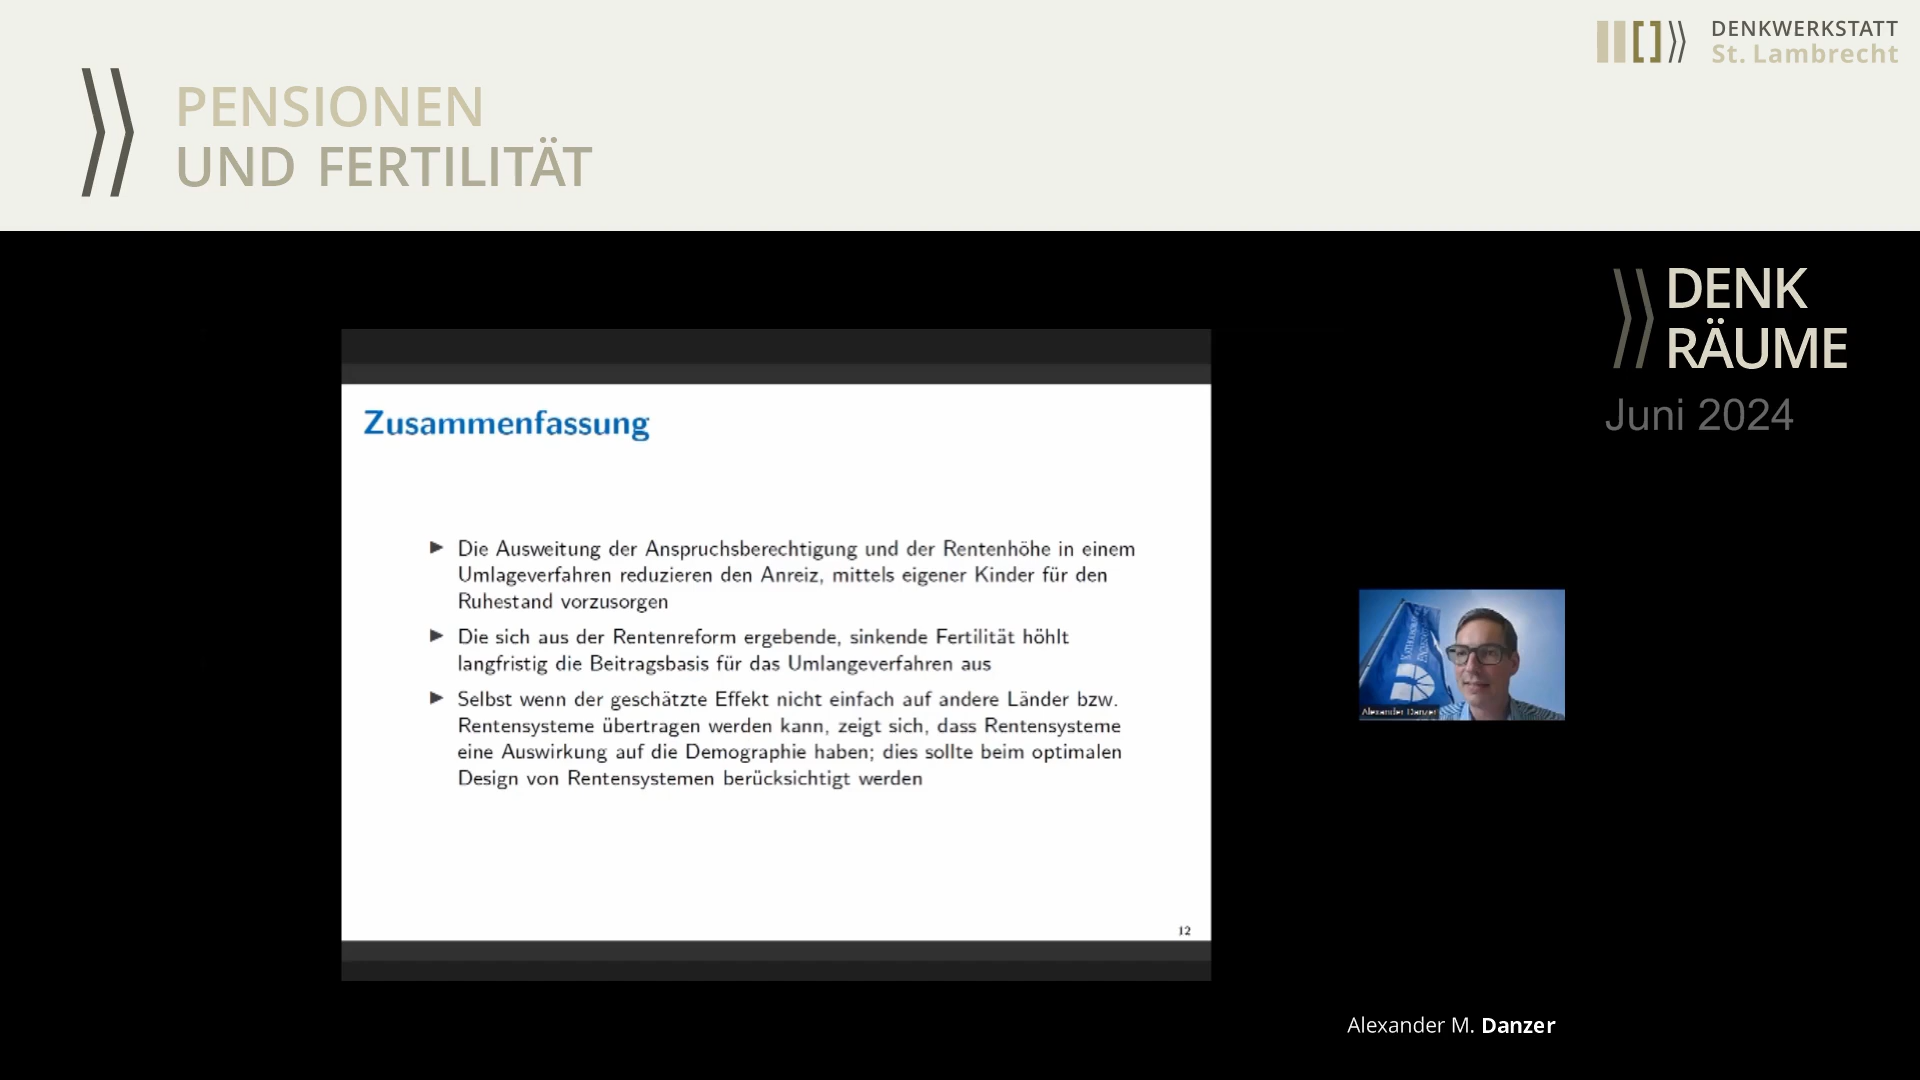 DENKWERKSTATT
St. Lambrecht
PENSIONEN
UND FERTILITÄT
DENK
RÄUME
Juni 2024
Zusammenfassung
Die Ausweitung der Anspruchsberechtigung und der Rentenhöhe in einem
Umlageverfahren reduzieren den Anreiz, mittels eigener Kinder für den
Ruhestand vorzusorgen
Die sich aus der Rentenreform ergebende, sinkende Fertilität höhlt
langfristig die Beitragsbasis für das Umlangeverfahren aus
Selbst wenn der geschätzte Effekt nicht einfach auf andere Länder bzw.
Rentensysteme übertragen werden kann, zeigt sich, dass Rentensysteme
eine Auswirkung auf die Demographie haben; dies sollte beim optimalen
Design von Rentensystemen berücksichtigt werden
12
Alexander Danzer
Alexander M. Danzer